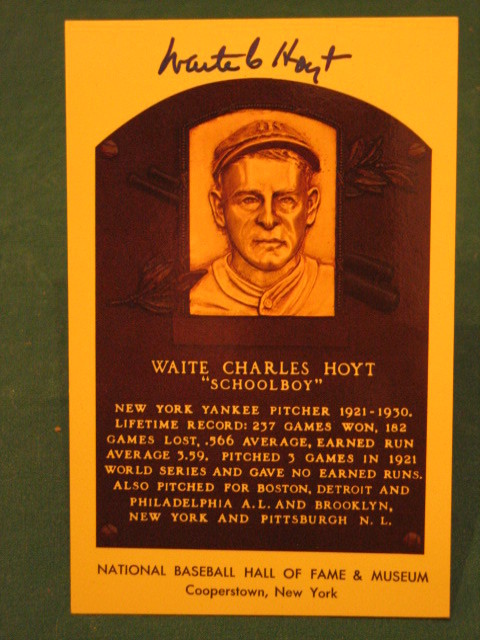 Waite C Hoyt
WAITE CHARLES HOYT
"SCHOOLBOY"
NEW YORK YANKEE PITCHER 1921-1930.
LIFETIME RECORD: 237 GAMES WON, 182
GAMES LOST, .566 AVERAGE, EARNED RUN
AVERAGE 3.59. PITCHED 3 GAMES IN 1921
WORLD SERIES AND GAVE NO EARNED RUNS.
ALSO PITCHED FOR BOSTON, DETROIT AND
PHILADELPHIA A.L. AND BROOKLYN,
NEW YORK AND PITTSBURGH N. L.
NATIONAL BASEBALL HALL OF FAME & MUSEUM
Cooperstown, New York